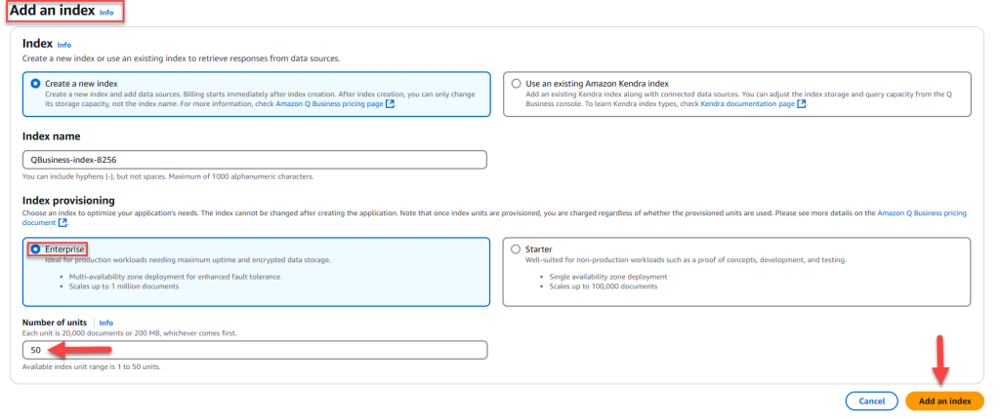 Add an index Info
Index Info
Create a new index or use an existing index to retrieve responses from data sources.
Create a new index
Create a new index and add data sources. Billing starts immediately after index creation. After index creation, you can only change
its storage capacity, not the index name. For more information, check Amazon Q Business pricing page.
Use an existing Amazon Kendra index
Add an existing Kendra index along with connected data sources. You can adjust the index storage and query capacity from the Q
Business console. To learn Kendra index types, check Kendra documentation page.
Index name
QBusiness-index-8256
You can include hyphens (-), but not spaces. Maximum of 1000 alphanumeric characters.
Index provisioning
Choose an index to optimize your application's needs. The index cannot be changed after creating the application. Note that once index units are provisioned, you are charged regardless of whether the provisioned units are used. Please see more details on the Amazon Q Business pricing
document.
Enterprise
Ideal for production workloads needing maximum uptime and encrypted data storage.
• Multi-availability zone deployment for enhanced fault tolerance
• Scales up to 1 million documents
Starter
Well-suited for non-production workloads such as a proof of concepts, development, and testing.
• Single availability zone deployment
• Scales up to 100,000 documents
Number of units | Info
Each unit is 20,000 documents or 200 MB, whichever comes first.
50
Available index unit range is 1 to 50 units.
Cancel
Add an index